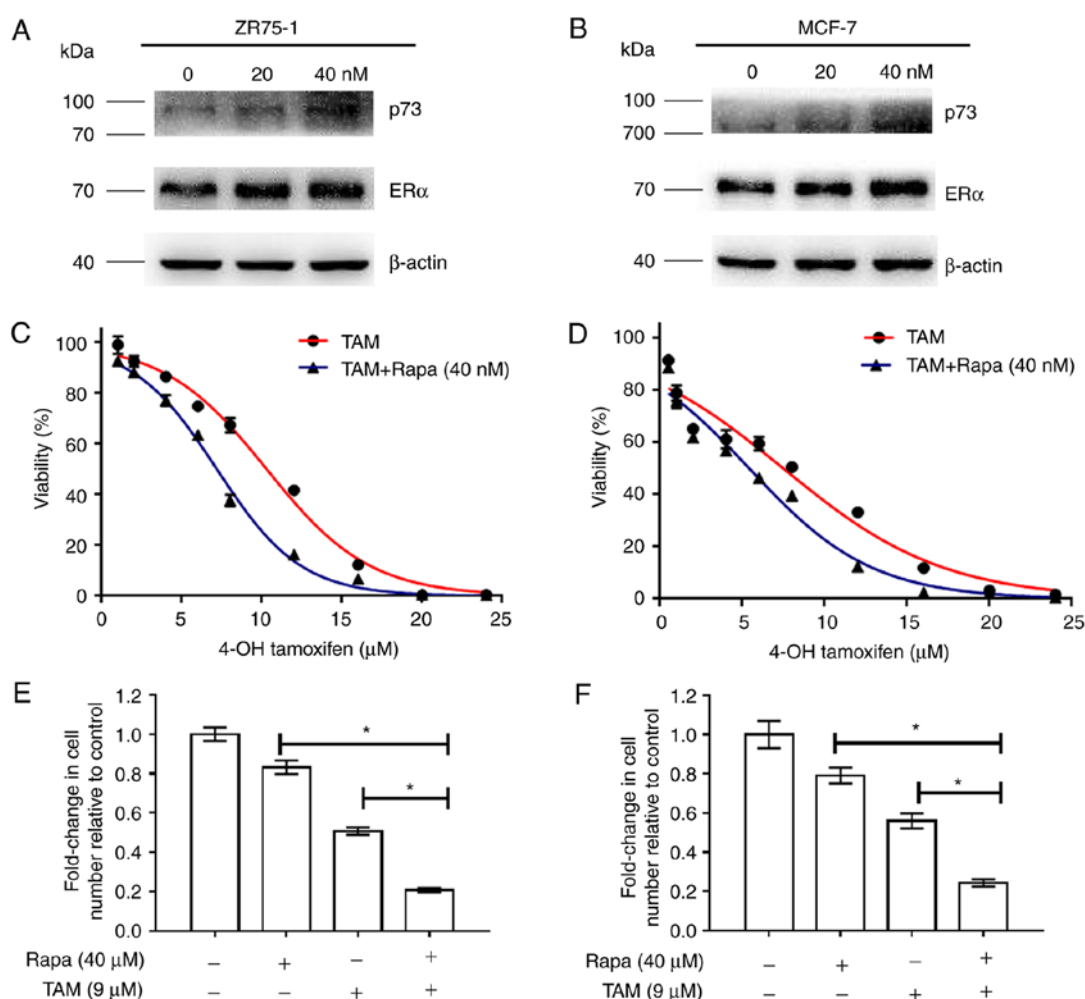 A
ZR75-1
kDa
0 20 40 nM
100
70
p73
70
ERα
40
β-actin
B
MCF-7
kDa
0 20 40 nM
100
700
p73
70
ERα
40
β-actin
C
TAM
TAM+Rapa (40 nM)
Viability (%)
100
80
60
40
20
0
0 5 10 15 20 25
4-OH tamoxifen (μM)
D
TAM
TAM+Rapa (40 nM)
Viability (%)
100
80
60
40
20
0
0 5 10 15 20 25
4-OH tamoxifen (μM)
E
Fold-change in cell
number relative to control
1.2
1.0
0.8
0.6
0.4
0.2
0.0
*
*
Rapa (40 μM) – + – +
TAM (9 μM) – – + +
F
Fold-change in cell
number relative to control
1.2
1.0
0.8
0.6
0.4
0.2
0.0
*
*
Rapa (40 μM) – + – +
TAM (9 μM) – – + +